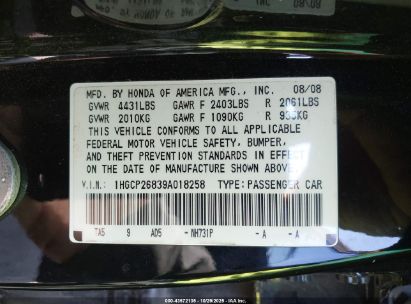 MFD. BY HONDA OF AMERICA MFG., INC. 08/08
GVWR 4431LBS GAWR F 2403LBS R 2061LBS
GVWR 2010KG GAWR F 1090KG R 935KG
THIS VEHICLE CONFORMS TO ALL APPLICABLE
FEDERAL MOTOR VEHICLE SAFETY, BUMPER,
AND THEFT PREVENTION STANDARDS IN EFFECT
ON THE DATE OF MANUFACTURE SHOWN ABOVE.
V.I.N.: 1HGCP26839A018258 TYPE: PASSENGER CAR
TA5 9 AD5 - NH731P - A - A